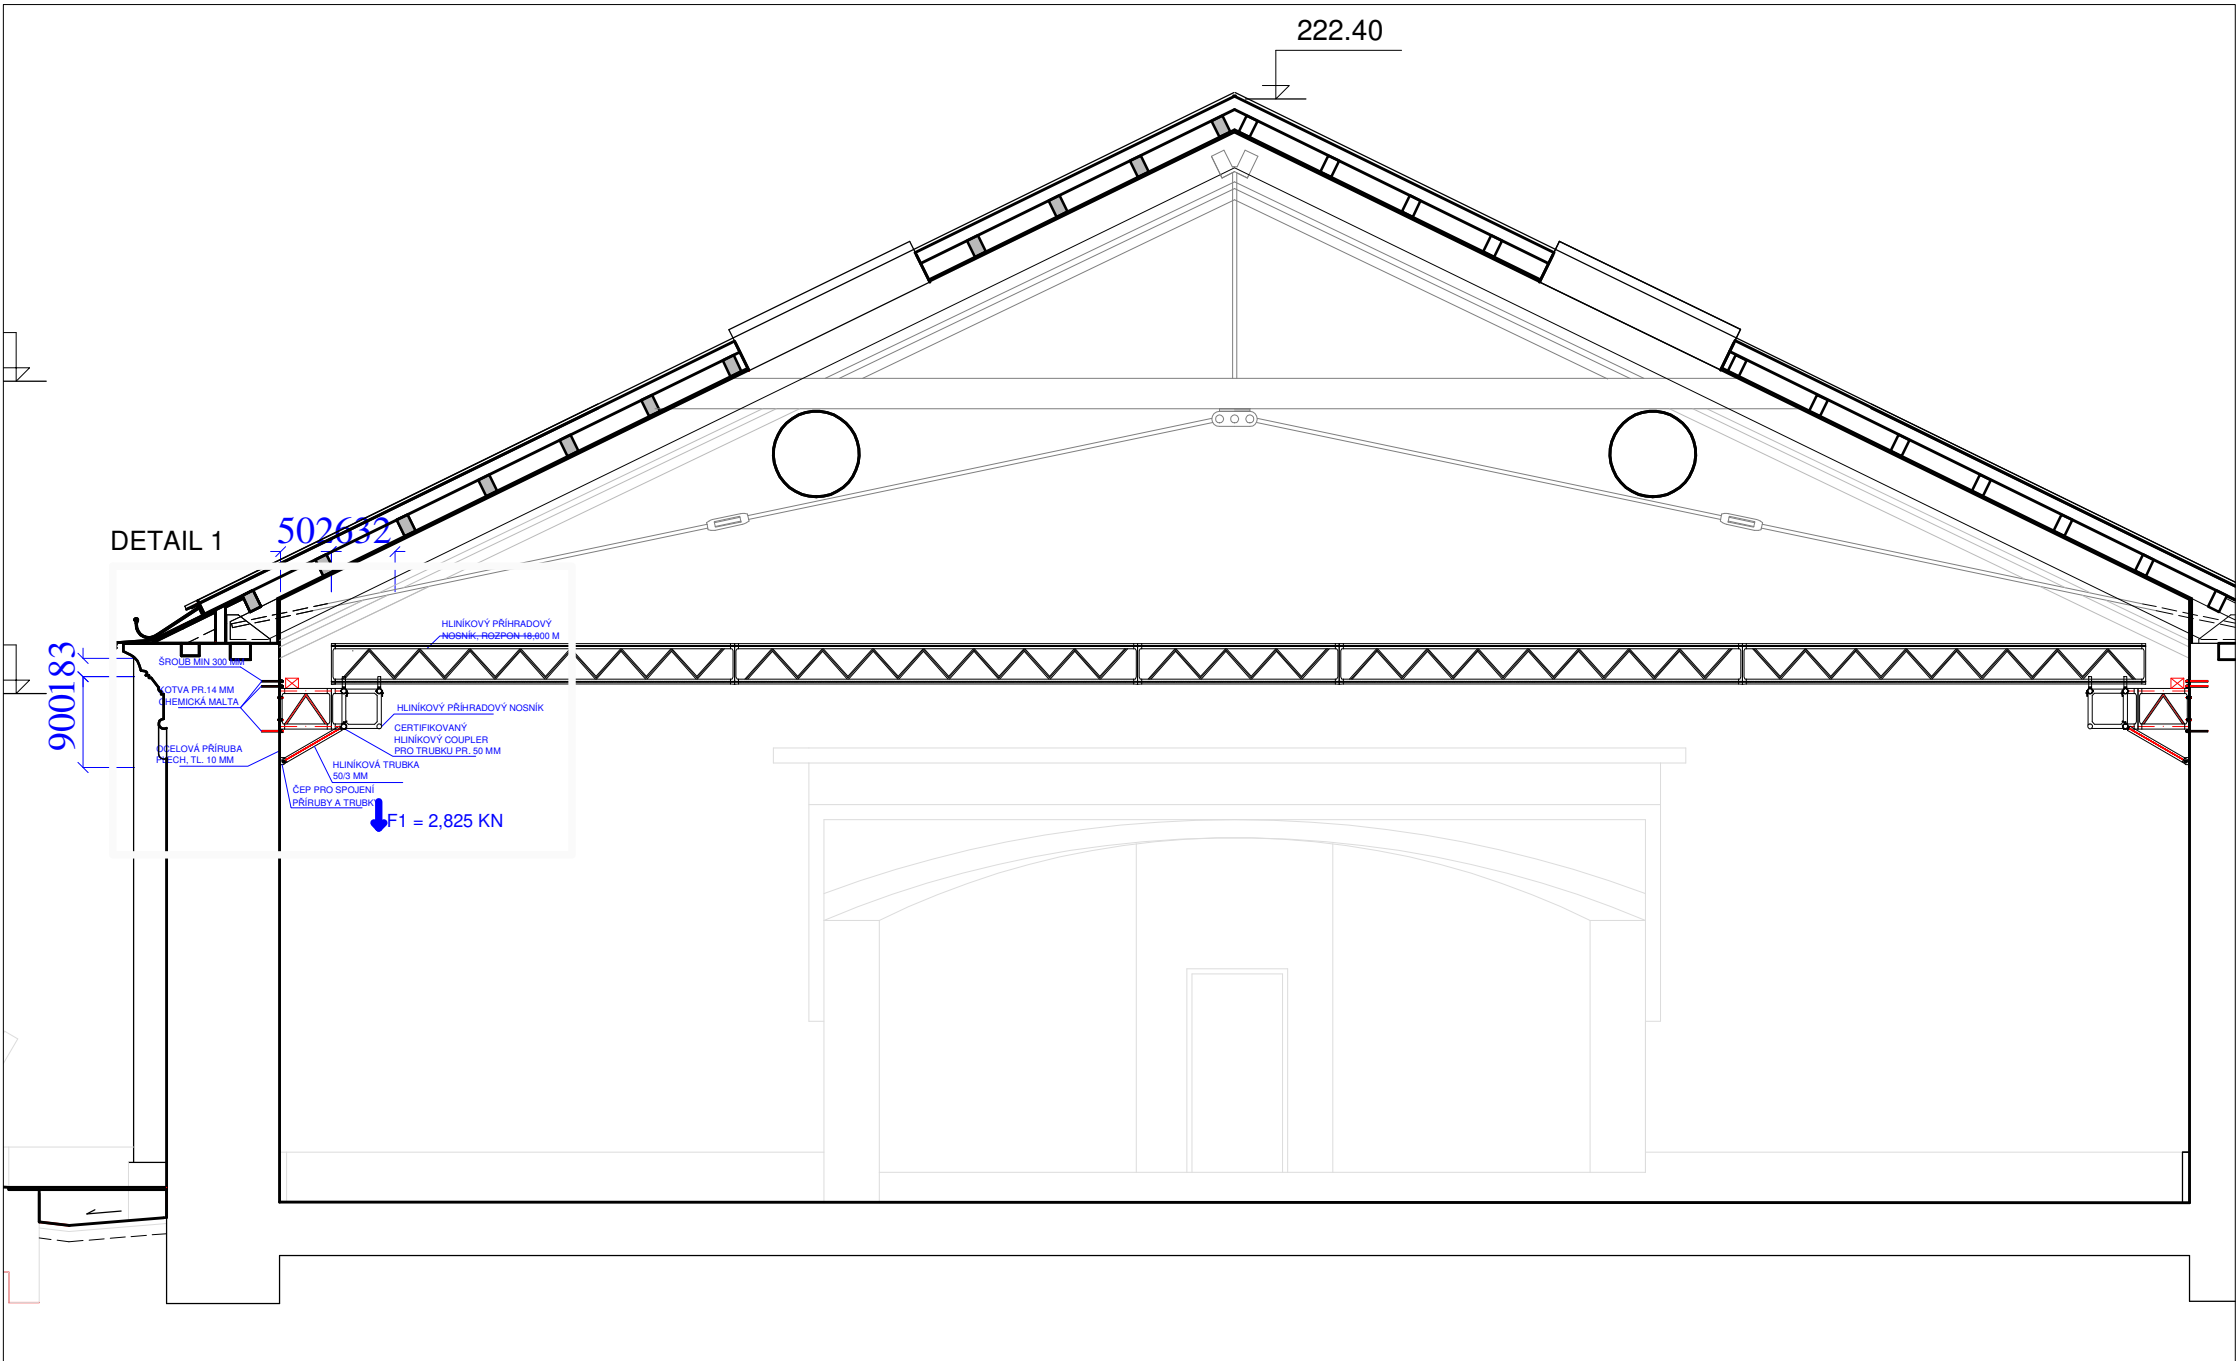 222.40
DETAIL 1
502632
HLINÍKOVÝ PŘÍHRADOVÝ
NOSNÍK, ROZPON 18,000 M
ŠROUB MIN 300 MM
KOTVA PR.14 MM
CHEMICKÁ MALTA
900183
HLINÍKOVÝ PŘÍHRADOVÝ NOSNÍK
CERTIFIKOVANÝ
HLINÍKOVÝ COUPLER
PRO TRUBKU PR. 50 MM
OCELOVÁ PŘÍRUBA
PLECH, TL. 10 MM
HLINÍKOVÁ TRUBKA
50/3 MM
ČEP PRO SPOJENÍ
PŘÍRUBY A TRUBKY
F1 = 2,825 KN